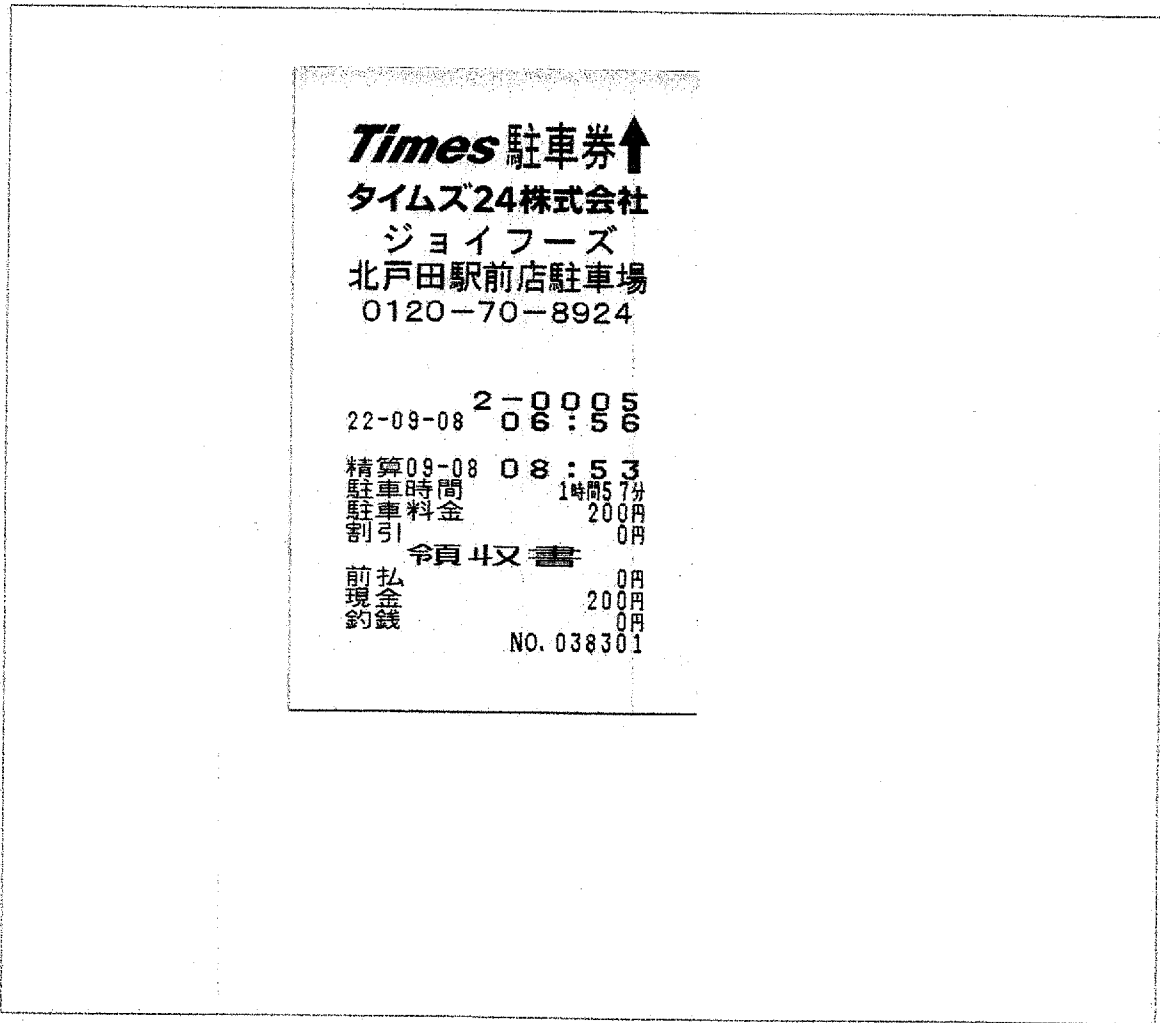 Times 駐車券↑
タイムズ24株式会社
ジョイフーズ
北戸田駅前店駐車場
0120-70-8924
2-0005
22-09-08 06:56
精算09-08 08:53
駐車時間 1時間57分
駐車料金 200円
割引 0円
領収書
前払 0円
現金 200円
釣銭 0円
NO.038301